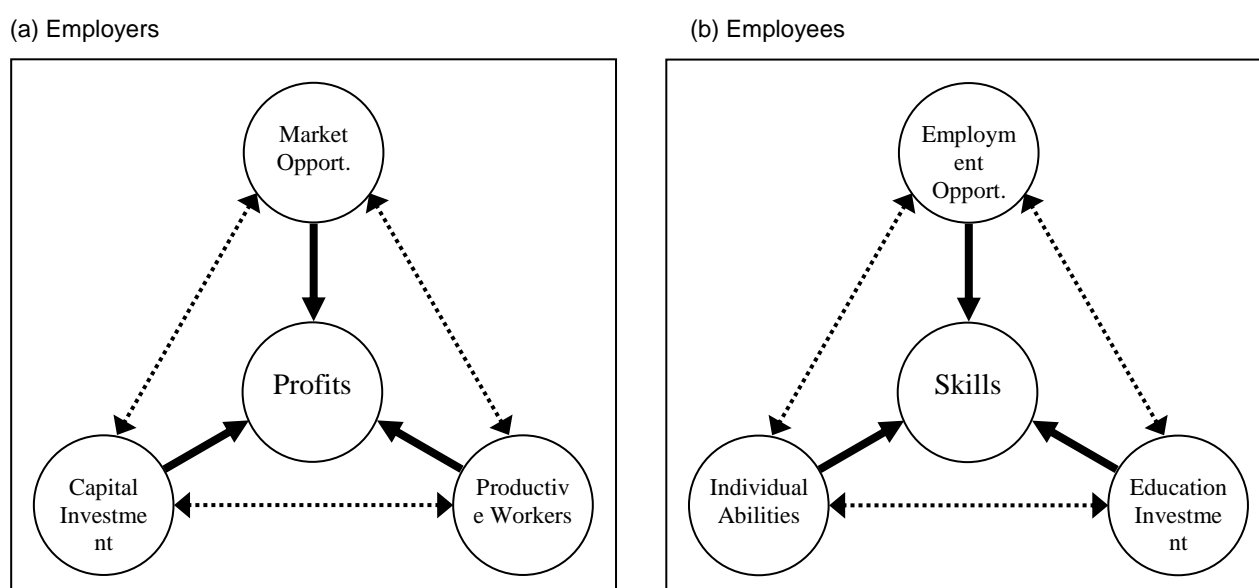 (a) Employers
Market
Opport.
Profits
Capital
Investme
nt
Productiv
e Workers
(b) Employees
Employm
ent
Opport.
Skills
Individual
Abilities
Education
Investme
nt